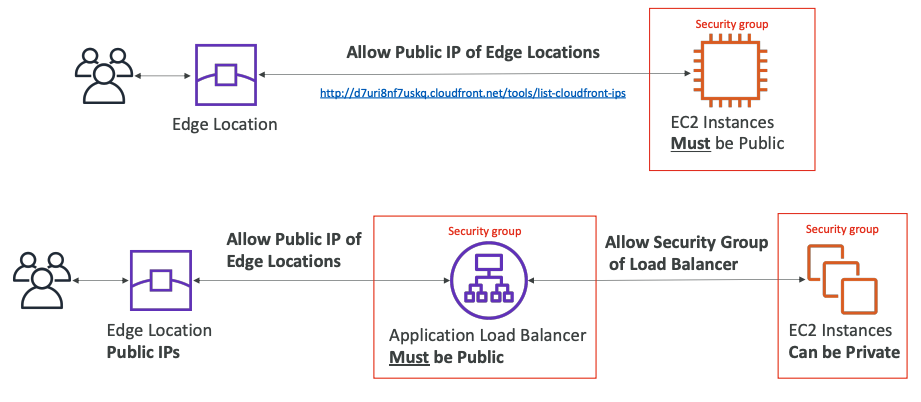 Security group
Allow Public IP of Edge Locations
http://d7uri8nf7uskq.cloudfront.net/tools/list-cloudfront-ips
Edge Location
EC2 Instances
Must be Public
Security group
Allow Public IP of
Edge Locations
Security group
Allow Security Group
of Load Balancer
Edge Location
Public IPs
Application Load Balancer
Must be Public
EC2 Instances
Can be Private